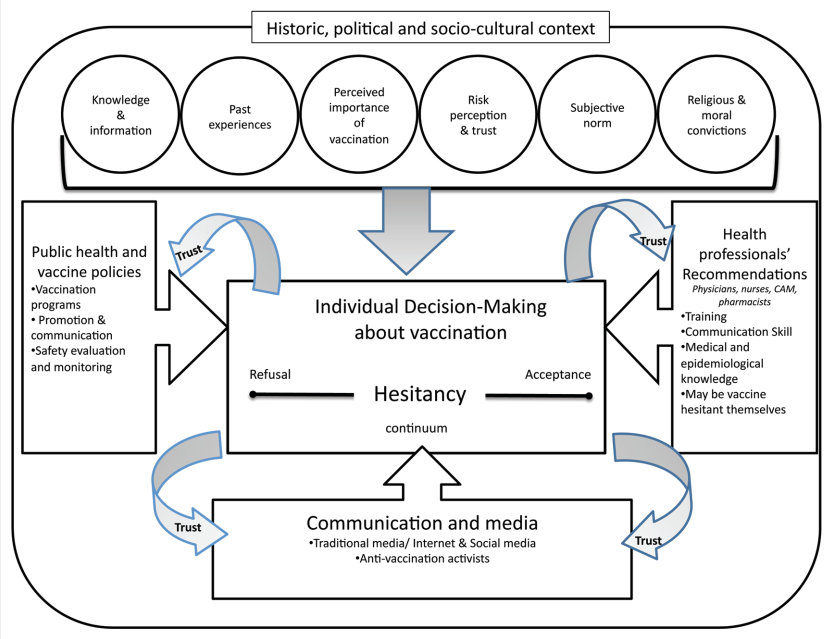 Historic, political and socio-cultural context
Knowledge
&
information
Past
experiences
Perceived
importance
of
vaccination
Risk
perception
& trust
Subjective
norm
Religious &
moral
convictions
Public health and
vaccine policies
•Vaccination
programs
• Promotion &
communication
•Safety evaluation
and monitoring
Trust
Trust
Health
professionals’
Recommendations
Physicians, nurses, CAM,
pharmacists
•Training
•Communication Skill
•Medical and
epidemiological
knowledge
•May be vaccine
hesitant themselves
Individual Decision-Making
about vaccination
Refusal
Acceptance
Hesitancy
continuum
Trust
Trust
Communication and media
•Traditional media/ Internet & Social media
•Anti-vaccination activists